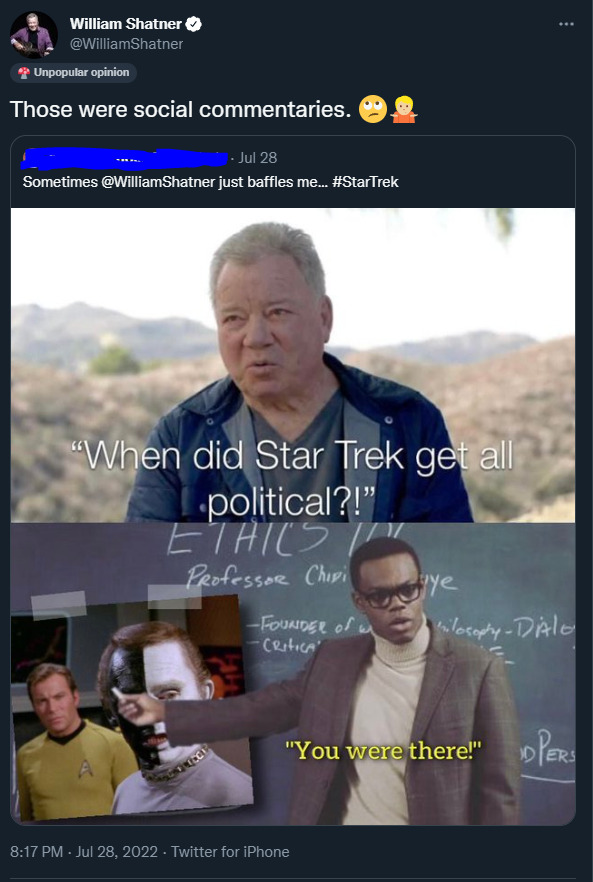 William Shatner
@WilliamShatner
Unpopular opinion
Those were social commentaries. 🙄🤷🏼
· Jul 28
Sometimes @WilliamShatner just baffles me... #StarTrek
“When did Star Trek get all
political?!”
ETHICS
Professor Chidi
-FOUNDER of
-CRitica
"You were there!"
8:17 PM · Jul 28, 2022 · Twitter for iPhone